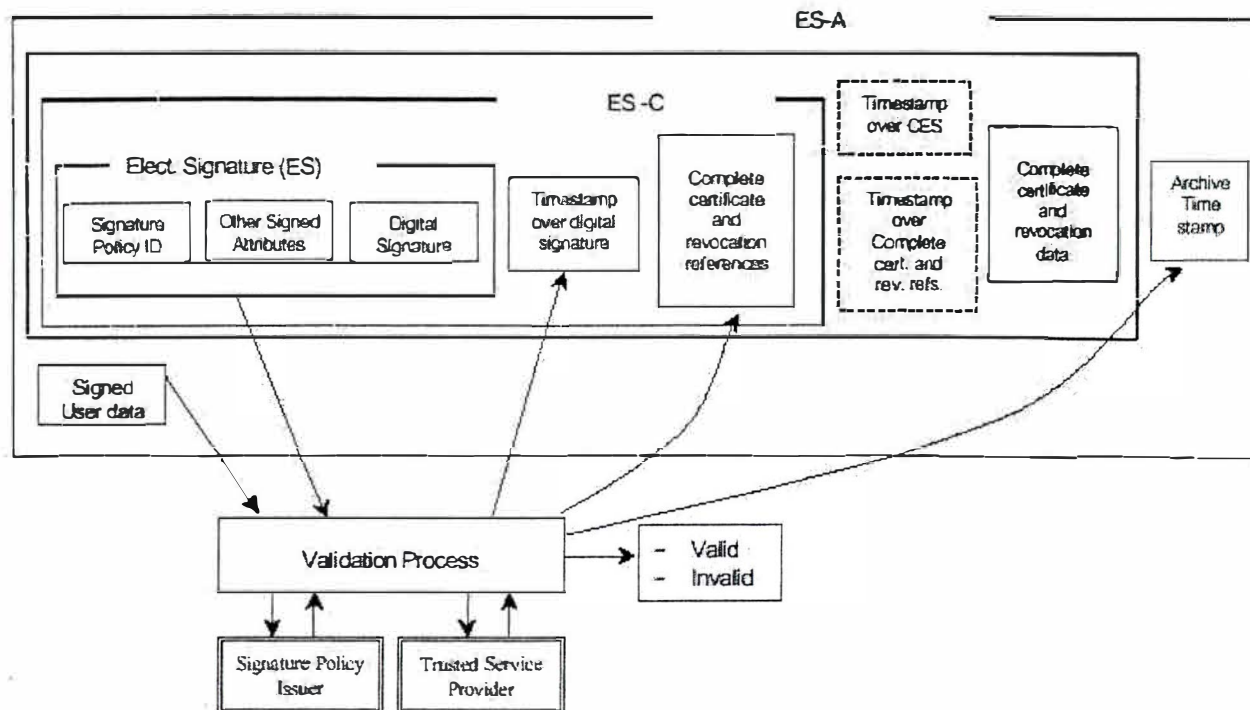 ES-A
ES -C
Elect. Signature (ES)
Signature
Policy ID
Other Signed
Attributes
Digital
Signature
Timestamp
over digital
signature
Complete
certificate
and
revocation
references
Timestamp
over CES
Timestamp
over
Complete
cert. and
rev. refs.
Complete
certificate
and
revocation
data
Archive
Time
stamp
Signed
User data
Validation Process
- Valid
- Invalid
Signature Policy
Issuer
Trusted Service
Provider